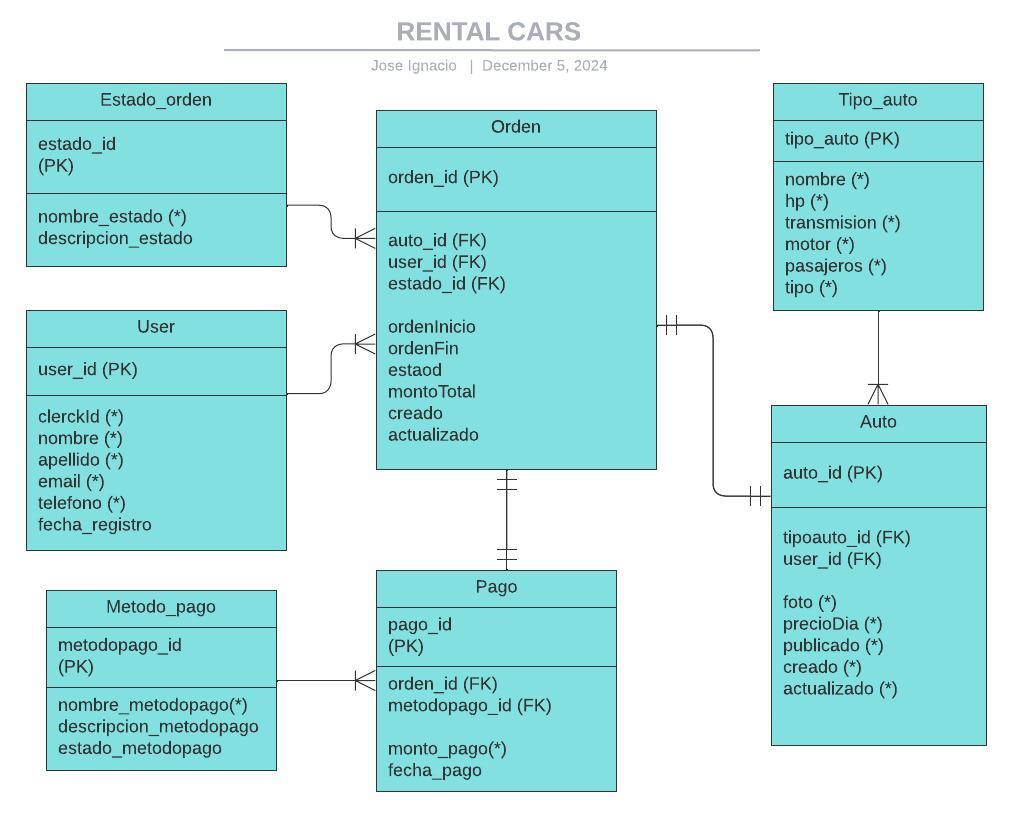 RENTAL CARS
Jose Ignacio | December 5, 2024
Estado_orden
estado_id
(PK)
nombre_estado (*)
descripcion_estado
User
user_id (PK)
clerckId (*)
nombre (*)
apellido (*)
email (*)
telefono (*)
fecha_registro
Metodo_pago
metodopago_id
(PK)
nombre_metodopago(*)
descripcion_metodopago
estado_metodopago
Orden
orden_id (PK)
auto_id (FK)
user_id (FK)
estado_id (FK)
ordenInicio
ordenFin
estaod
montoTotal
creado
actualizado
Pago
pago_id
(PK)
orden_id (FK)
metodopago_id (FK)
monto_pago(*)
fecha_pago
Tipo_auto
tipo_auto (PK)
nombre (*)
hp (*)
transmision (*)
motor (*)
pasajeros (*)
tipo (*)
Auto
auto_id (PK)
tipoauto_id (FK)
user_id (FK)
foto (*)
precioDia (*)
publicado (*)
creado (*)
actualizado (*)